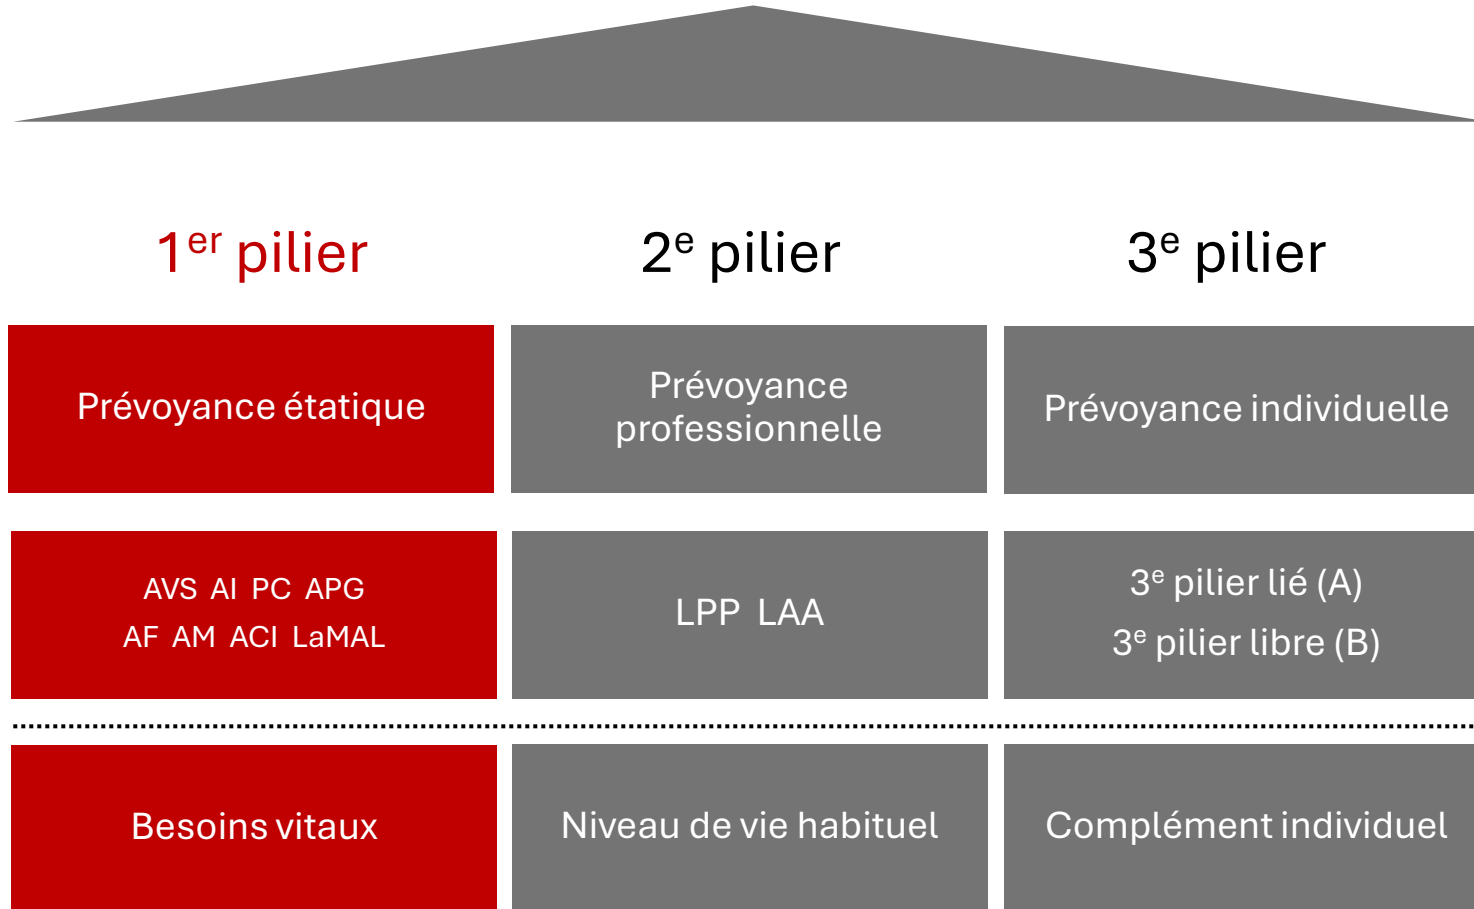 1er pilier
2e pilier
3e pilier
Prévoyance étatique
Prévoyance
professionnelle
Prévoyance individuelle
AVS AI PC APG
AF AM ACI LaMAL
LPP LAA
3e pilier lié (A)
3e pilier libre (B)
Besoins vitaux
Niveau de vie habituel
Complément individuel